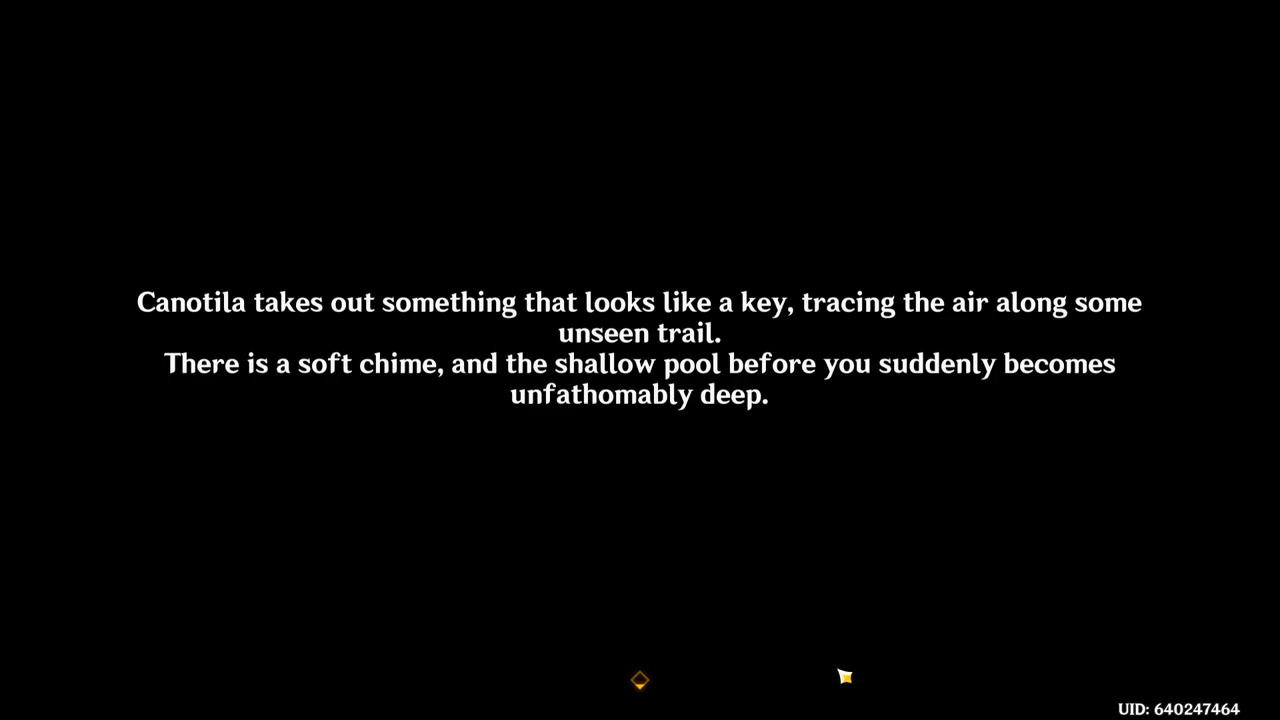 Canotila takes out something that looks like a key, tracing the air along some
unseen trail.
There is a soft chime, and the shallow pool before you suddenly becomes
unfathomably deep.
UID: 640247464